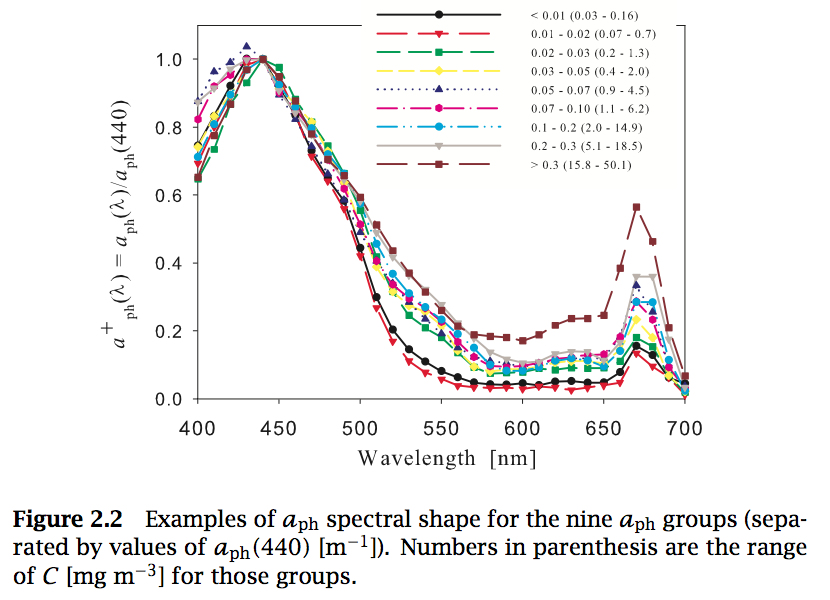 < 0.01 (0.03 - 0.16)
0.01 - 0.02 (0.07 - 0.7)
0.02 - 0.03 (0.2 - 1.3)
0.03 - 0.05 (0.4 - 2.0)
0.05 - 0.07 (0.9 - 4.5)
0.07 - 0.10 (1.1 - 6.2)
0.1 - 0.2 (2.0 - 14.9)
0.2 - 0.3 (5.1 - 18.5)
> 0.3 (15.8 - 50.1)
a⁺ph(λ) = aph(λ)/aph(440)
1.0
0.8
0.6
0.4
0.2
0.0
400 450 500 550 600 650 700
Wavelength [nm]
Figure 2.2 Examples of aph spectral shape for the nine aph groups (sepa-
rated by values of aph(440) [m⁻¹]). Numbers in parenthesis are the range
of C [mg m⁻³] for those groups.